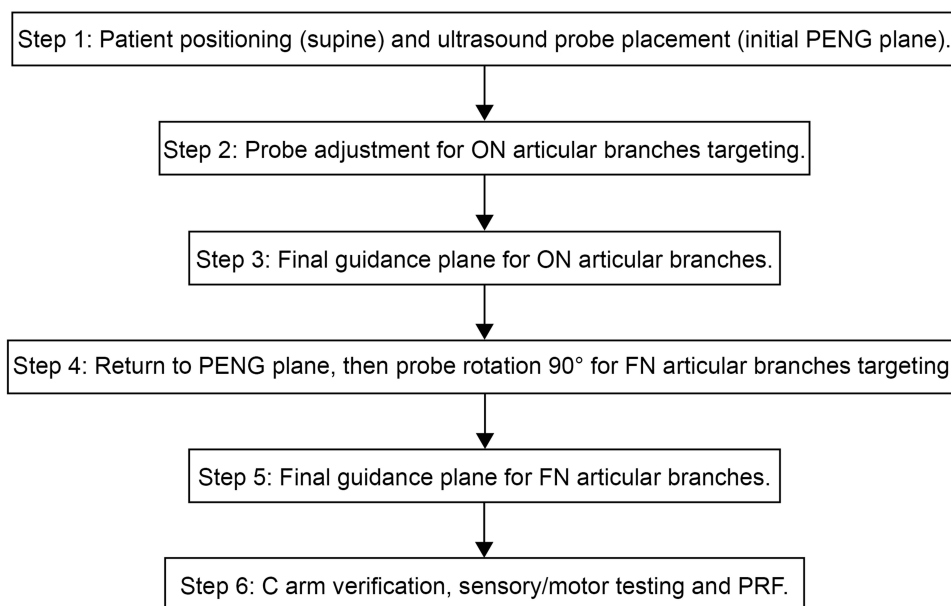 Step 1: Patient positioning (supine) and ultrasound probe placement (initial PENG plane).
Step 2: Probe adjustment for ON articular branches targeting.
Step 3: Final guidance plane for ON articular branches.
Step 4: Return to PENG plane, then probe rotation 90° for FN articular branches targeting
Step 5: Final guidance plane for FN articular branches.
Step 6: C arm verification, sensory/motor testing and PRF.